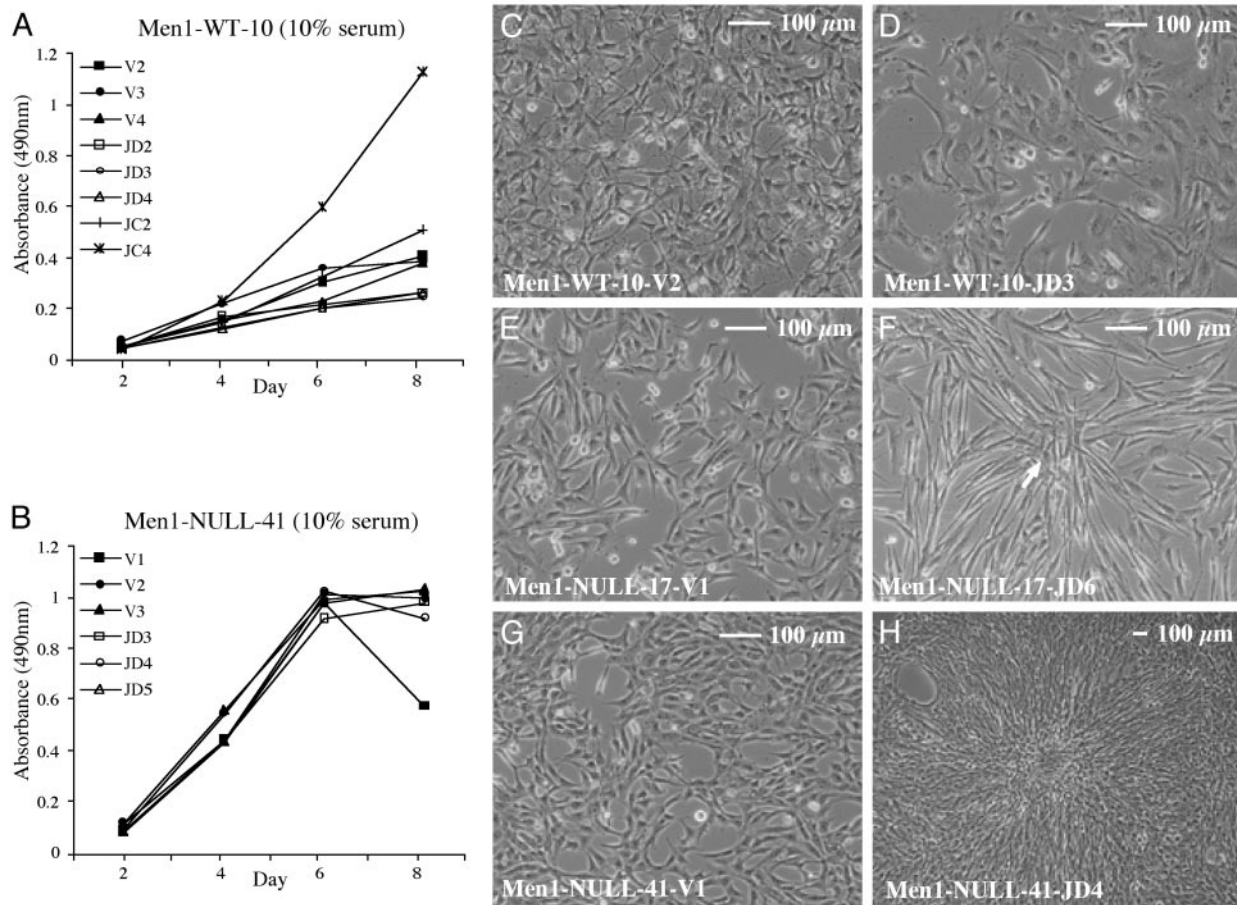 A
Men1-WT-10 (10% serum)
Absorbance (490nm)
1.2
1
0.8
0.6
0.4
0.2
0
V2
V3
V4
JD2
JD3
JD4
JC2
JC4
2
4
6
8
Day
B
Men1-NULL-41 (10% serum)
Absorbance (490nm)
1.2
1
0.8
0.6
0.4
0.2
0
V1
V2
V3
JD3
JD4
JD5
2
4
6
8
Day
C
100 µm
Men1-WT-10-V2
D
100 µm
Men1-WT-10-JD3
E
100 µm
Men1-NULL-17-V1
F
100 µm
Men1-NULL-17-JD6
G
100 µm
Men1-NULL-41-V1
H
100 µm
Men1-NULL-41-JD4